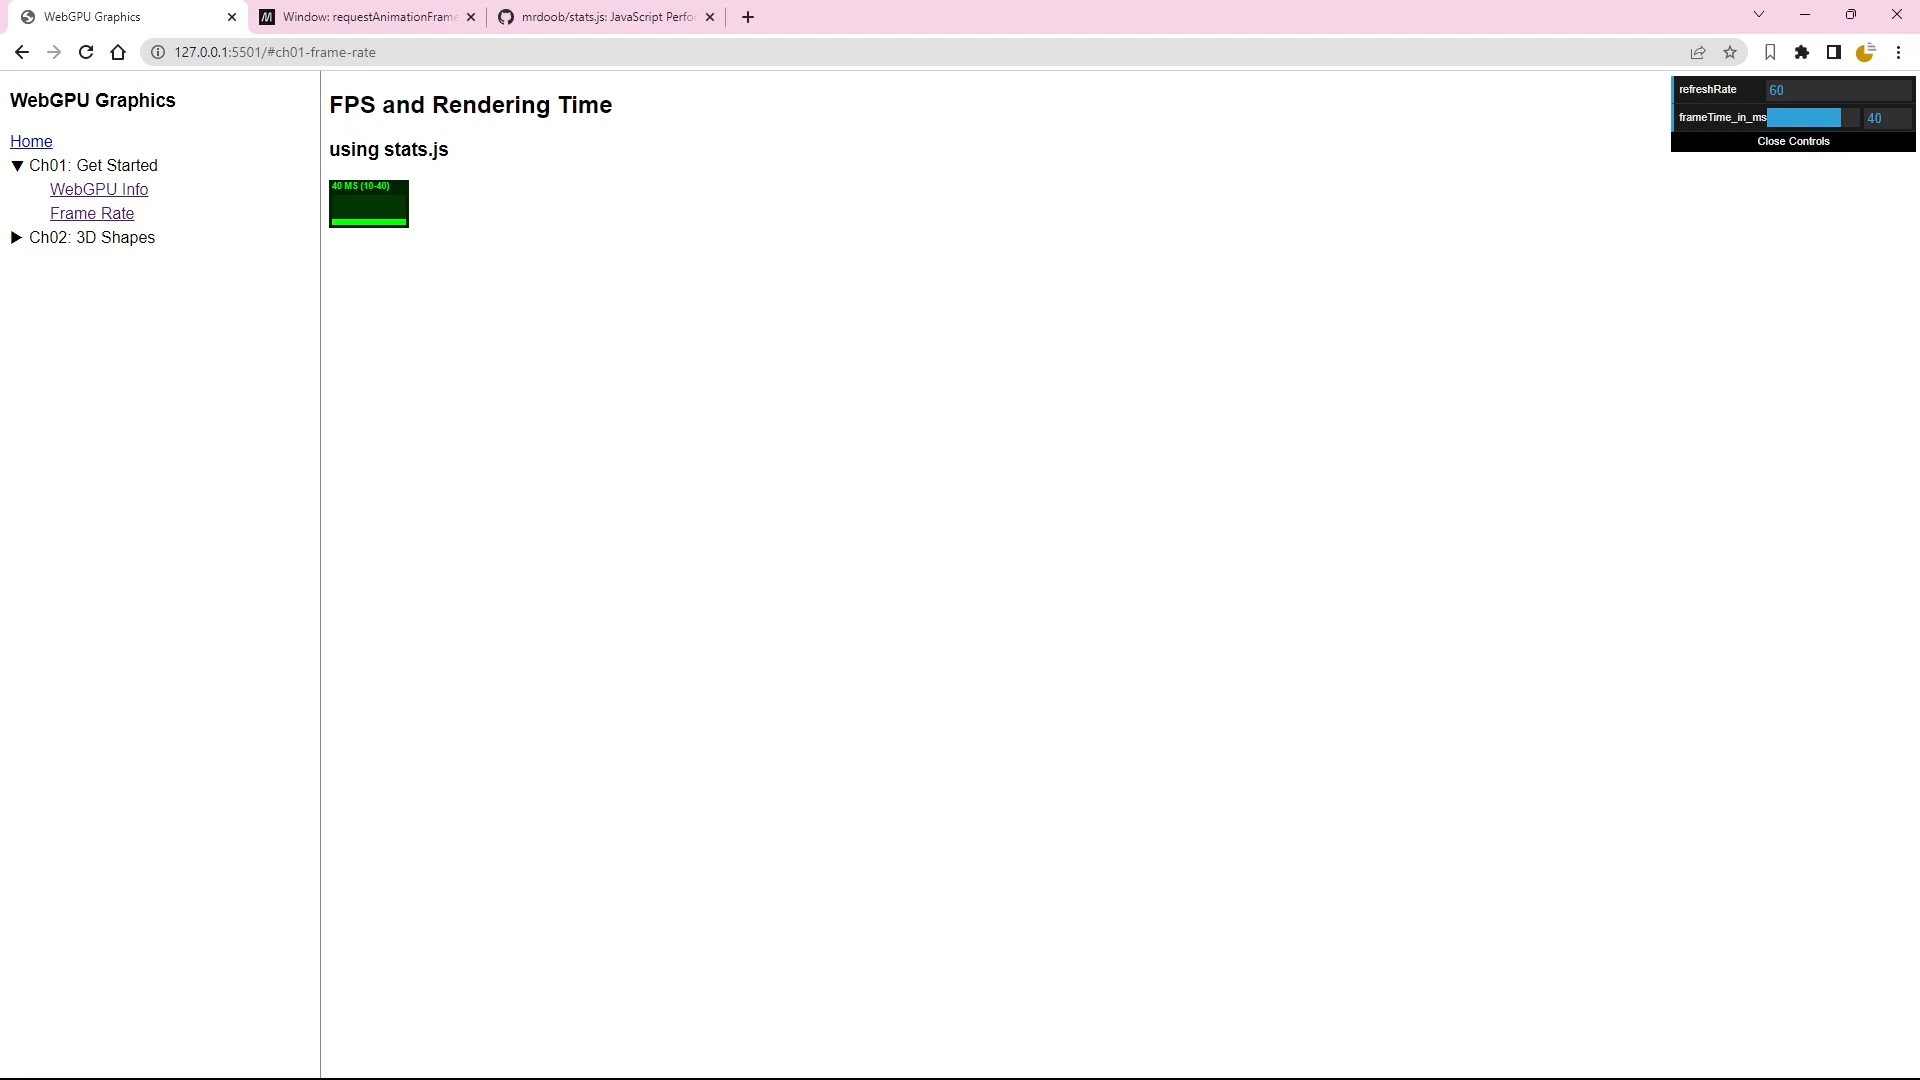 WebGPU Graphics
Window: requestAnimationFrame
mrdoob/stats.js: JavaScript Perfor
127.0.0.1:5501/#ch01-frame-rate
WebGPU Graphics
Home
Ch01: Get Started
WebGPU Info
Frame Rate
Ch02: 3D Shapes
FPS and Rendering Time
using stats.js
40 MS (10-40)
refreshRate 60
frameTime_in_ms 40
Close Controls